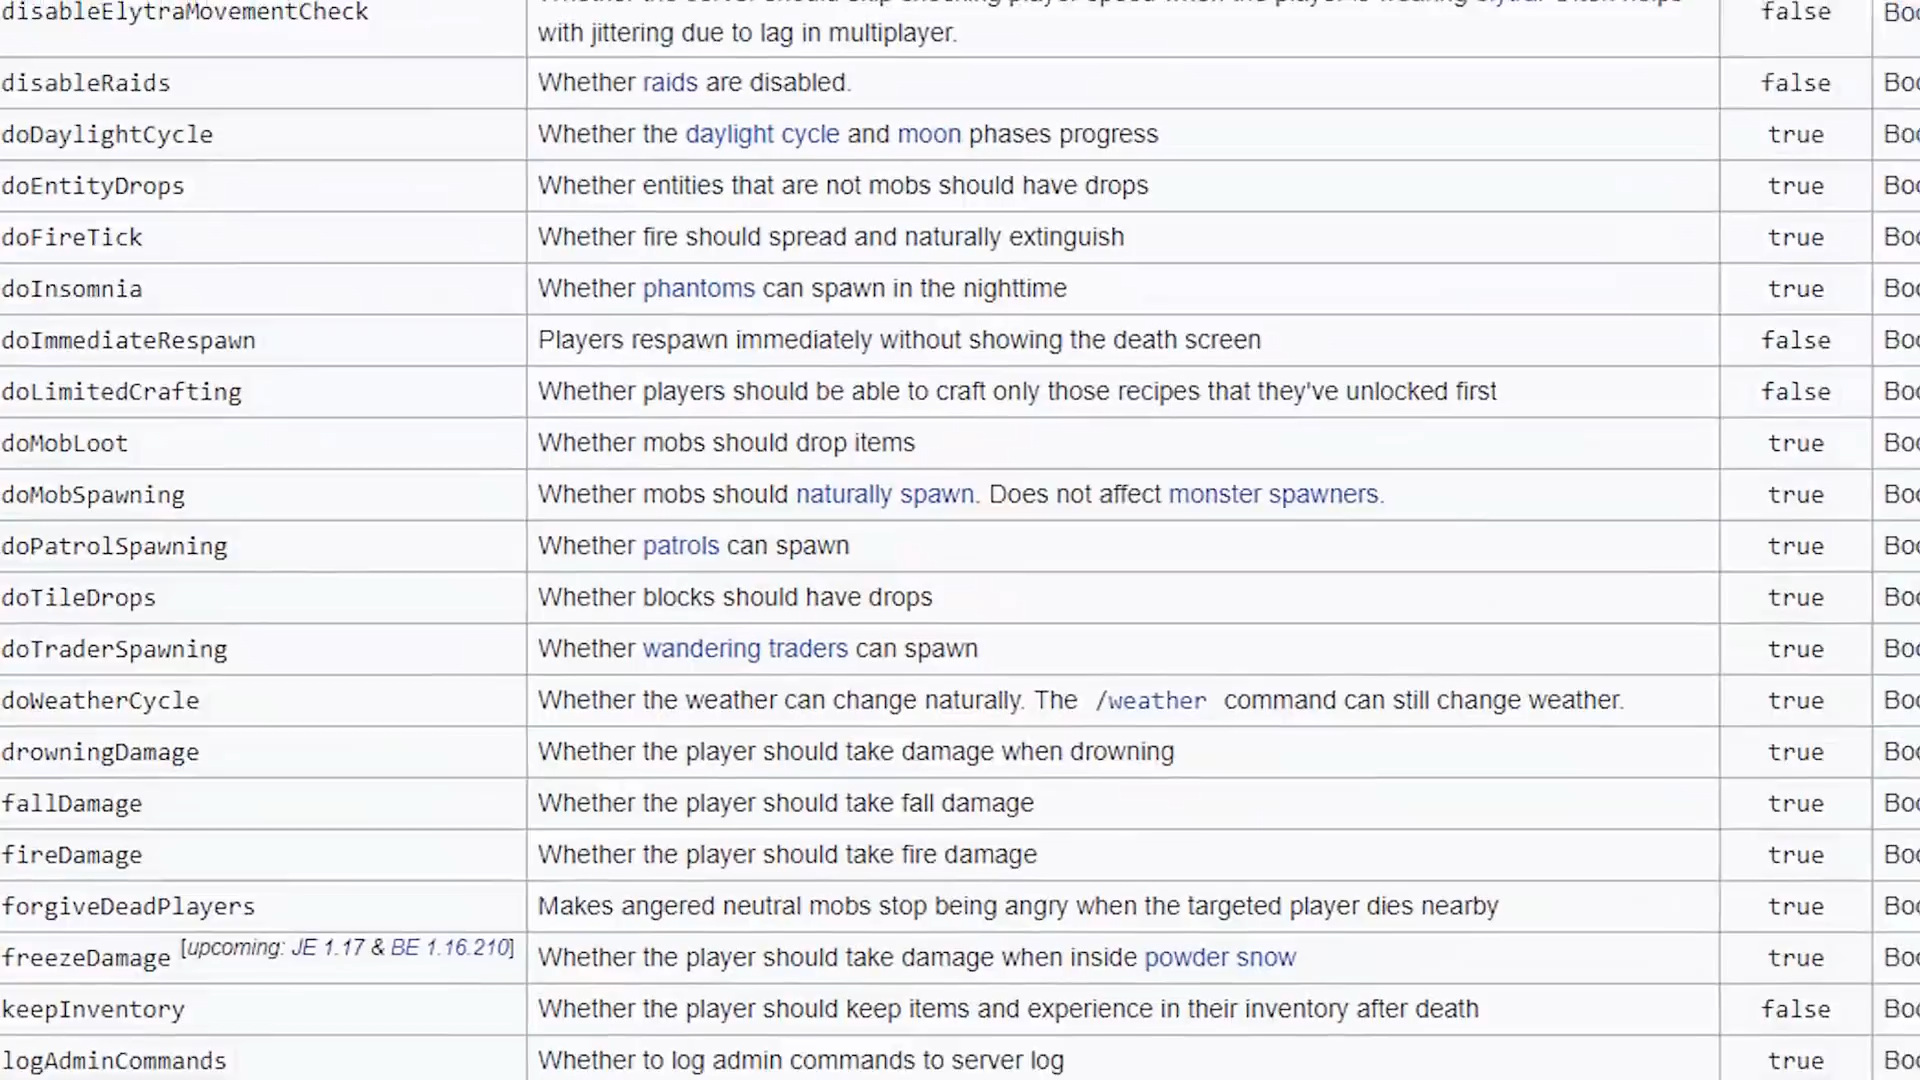 disableElytraMovementCheck
with jittering due to lag in multiplayer.
false
disableRaids Whether raids are disabled. false
doDaylightCycle Whether the daylight cycle and moon phases progress true
doEntityDrops Whether entities that are not mobs should have drops true
doFireTick Whether fire should spread and naturally extinguish true
doInsomnia Whether phantoms can spawn in the nighttime true
doImmediateRespawn Players respawn immediately without showing the death screen false
doLimitedCrafting Whether players should be able to craft only those recipes that they've unlocked first false
doMobLoot Whether mobs should drop items true
doMobSpawning Whether mobs should naturally spawn. Does not affect monster spawners. true
doPatrolSpawning Whether patrols can spawn true
doTileDrops Whether blocks should have drops true
doTraderSpawning Whether wandering traders can spawn true
doWeatherCycle Whether the weather can change naturally. The /weather command can still change weather. true
drowningDamage Whether the player should take damage when drowning true
fallDamage Whether the player should take fall damage true
fireDamage Whether the player should take fire damage true
forgiveDeadPlayers Makes angered neutral mobs stop being angry when the targeted player dies nearby true
freezeDamage [upcoming: JE 1.17 & BE 1.16.210] Whether the player should take damage when inside powder snow true
keepInventory Whether the player should keep items and experience in their inventory after death false
logAdminCommands Whether to log admin commands to server log true